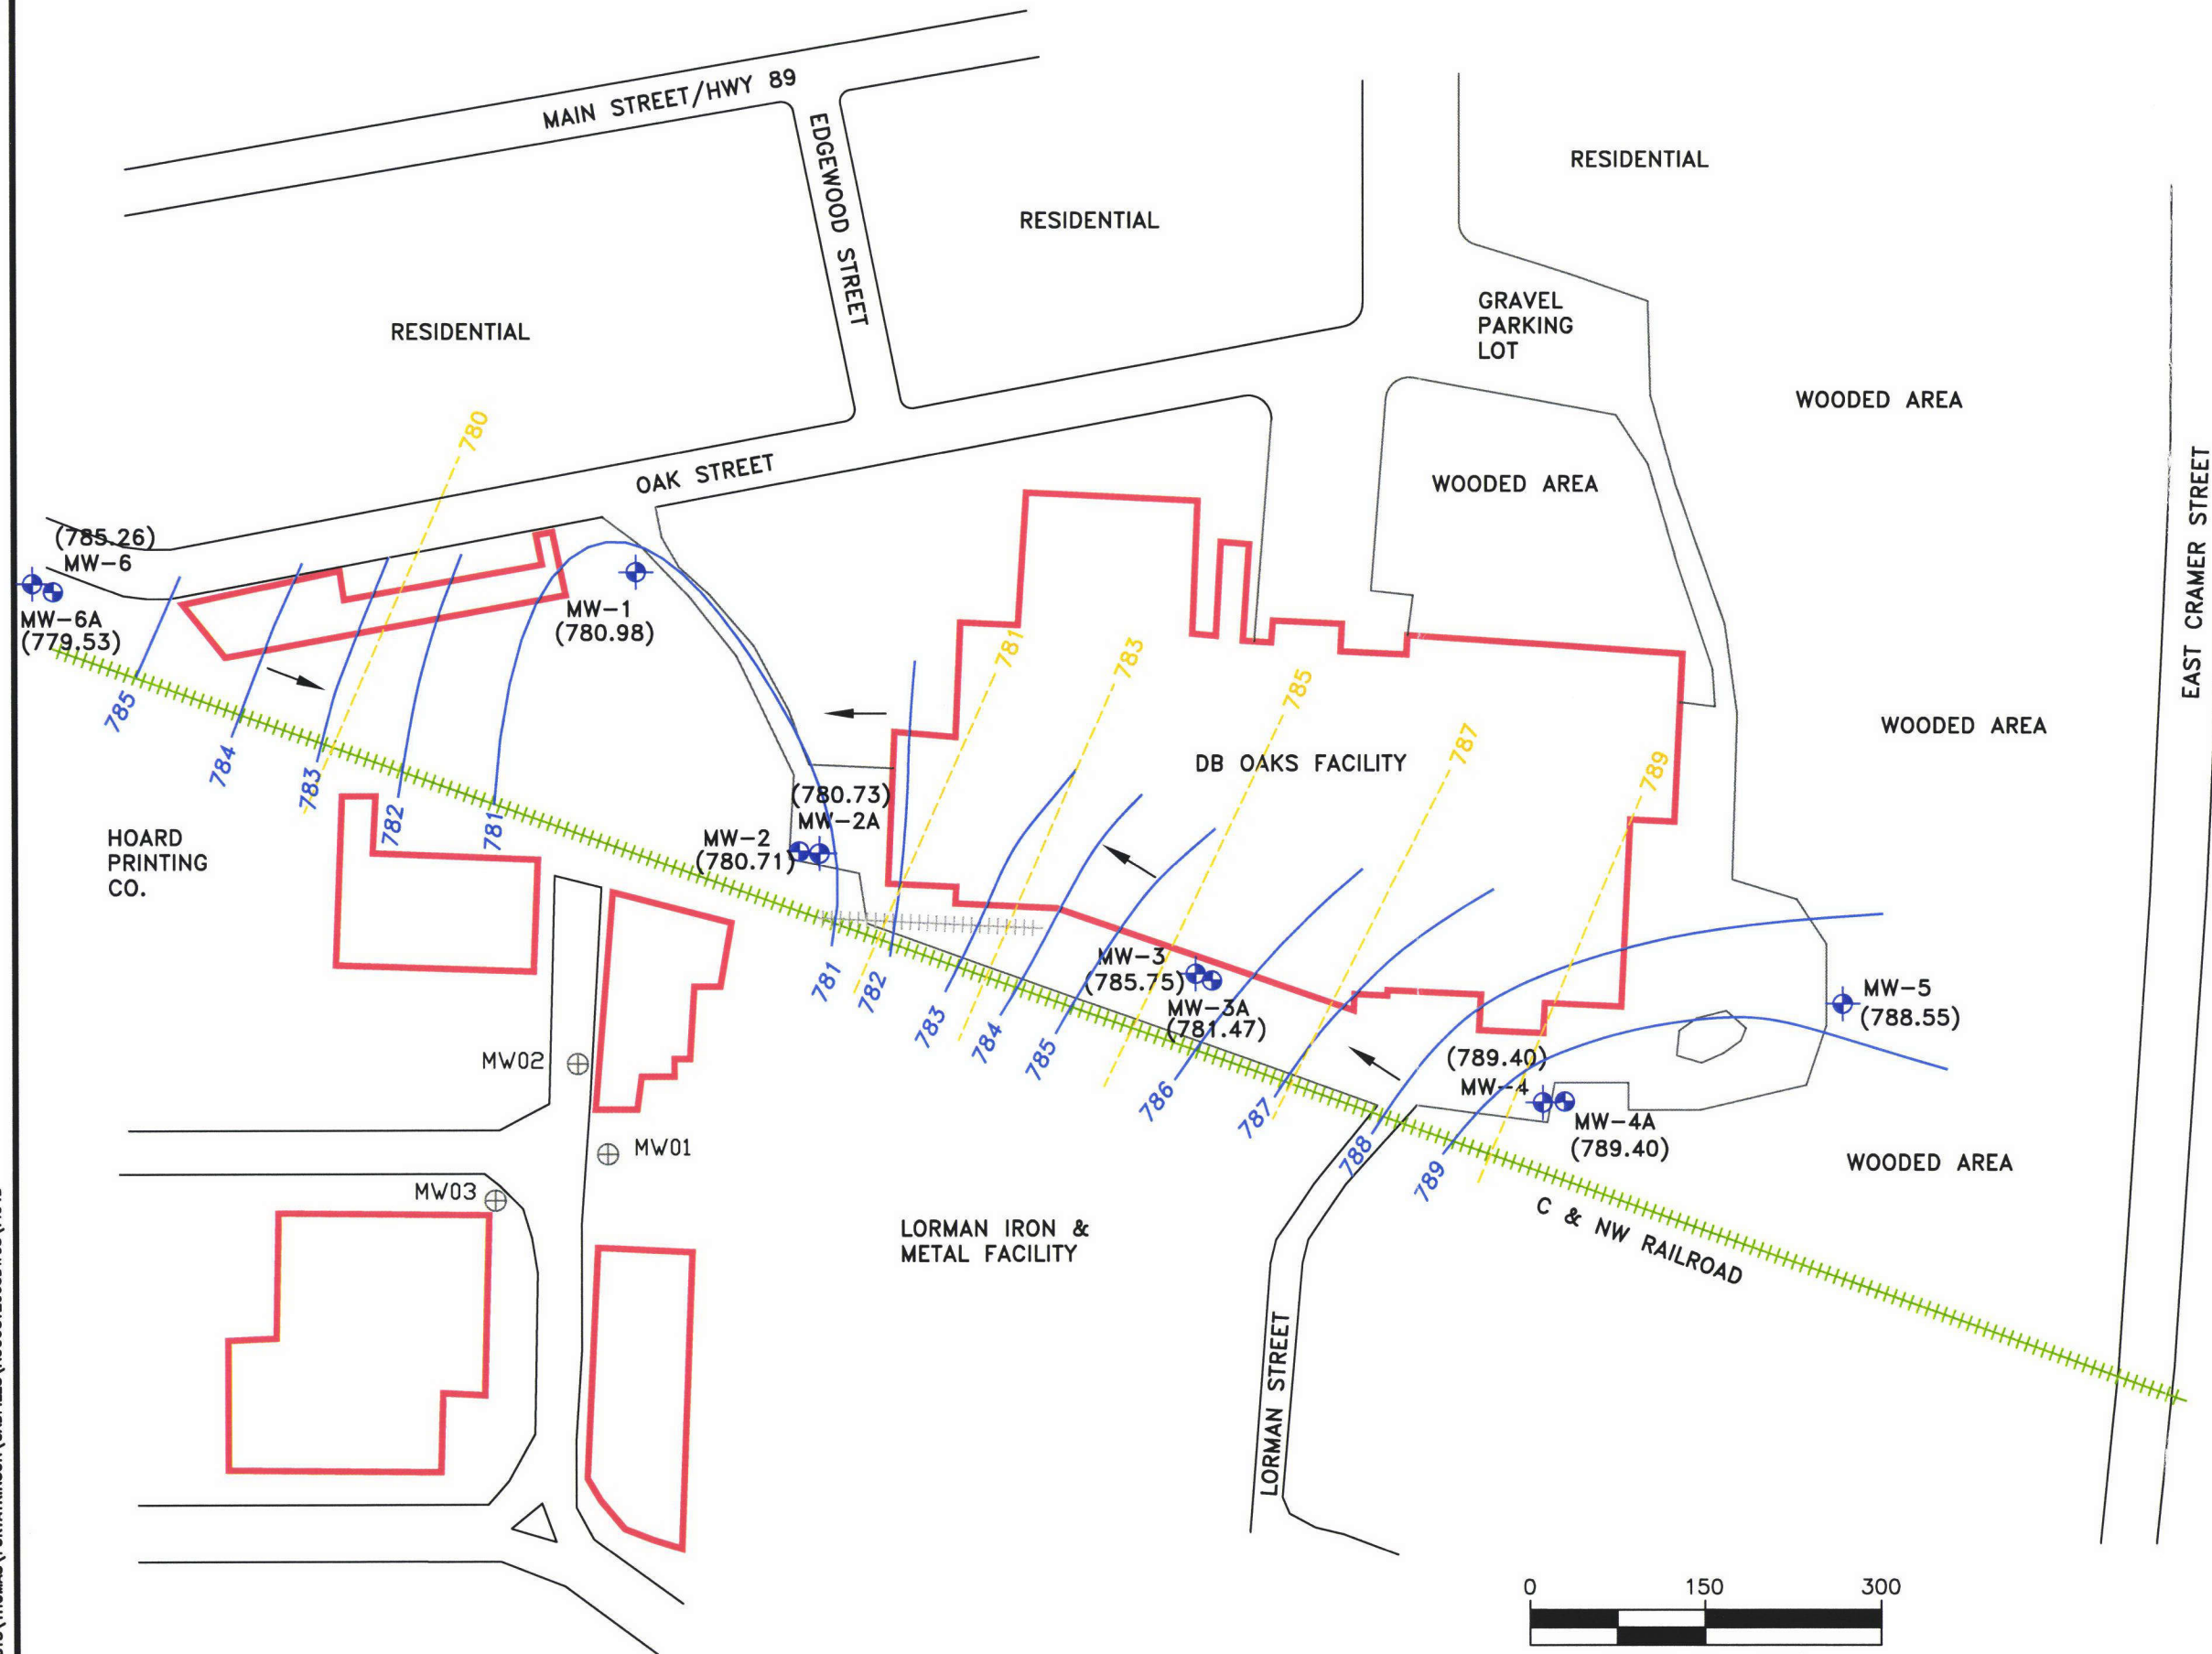 MAIN STREET/HWY 89
EDGEWOOD STREET
RESIDENTIAL
RESIDENTIAL
RESIDENTIAL
GRAVEL
PARKING
LOT
WOODED AREA
WOODED AREA
EAST CRAMER STREET
780
OAK STREET
(785.26)
MW-6
MW-6A
(779.53)
MW-1
(780.98)
781
783
785
787
789
785
784
783
782
781
WOODED AREA
DB OAKS FACILITY
(780.73)
MW-2A
MW-2
(780.71)
HOARD
PRINTING
CO.
MW-3
(785.75)
MW-3A
(781.47)
MW-5
(788.55)
781
782
783
784
785
786
787
788
789
(789.40)
MW-4
MW-4A
(789.40)
MW02
MW01
MW03
WOODED AREA
C & NW RAILROAD
LORMAN IRON &
METAL FACILITY
LORMAN STREET
0 150 300